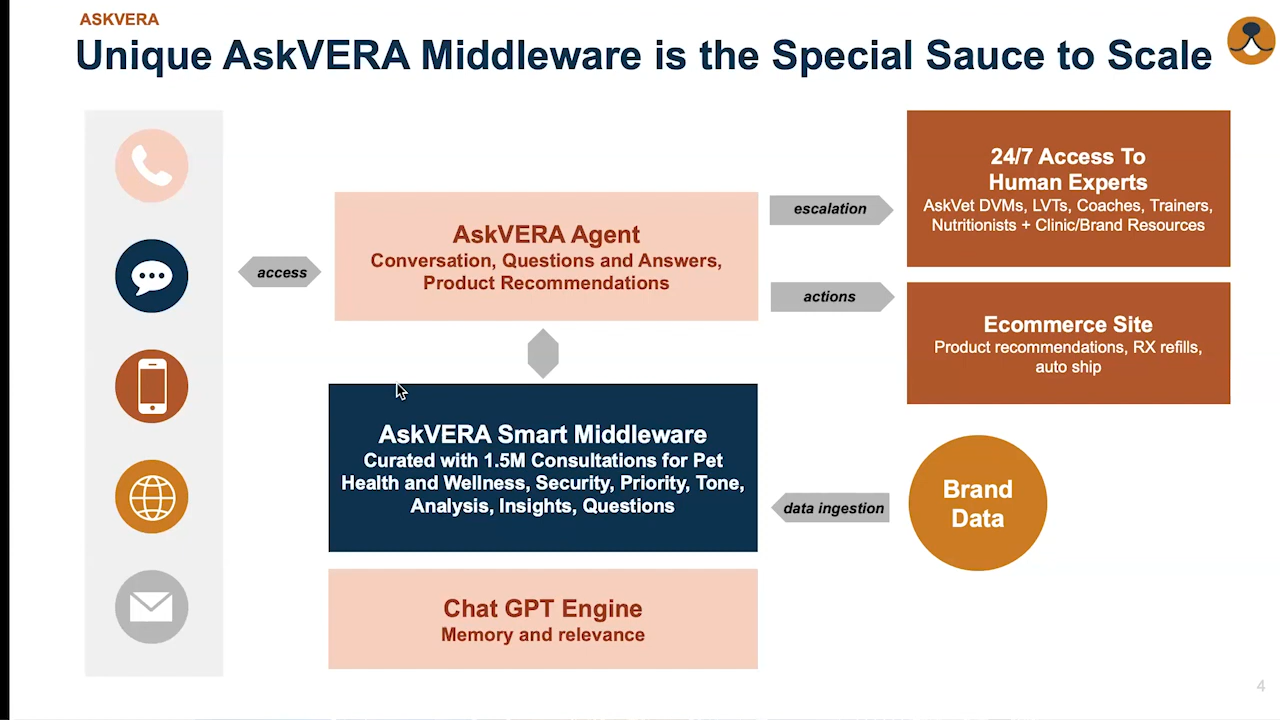 ASKVERA
Unique AskVERA Middleware is the Special Sauce to Scale
access
AskVERA Agent
Conversation, Questions and Answers,
Product Recommendations
escalation
actions
24/7 Access To
Human Experts
AskVet DVMs, LVTs, Coaches, Trainers,
Nutritionists + Clinic/Brand Resources
Ecommerce Site
Product recommendations, RX refills,
auto ship
AskVERA Smart Middleware
Curated with 1.5M Consultations for Pet
Health and Wellness, Security, Priority, Tone,
Analysis, Insights, Questions
data ingestion
Brand
Data
Chat GPT Engine
Memory and relevance
4